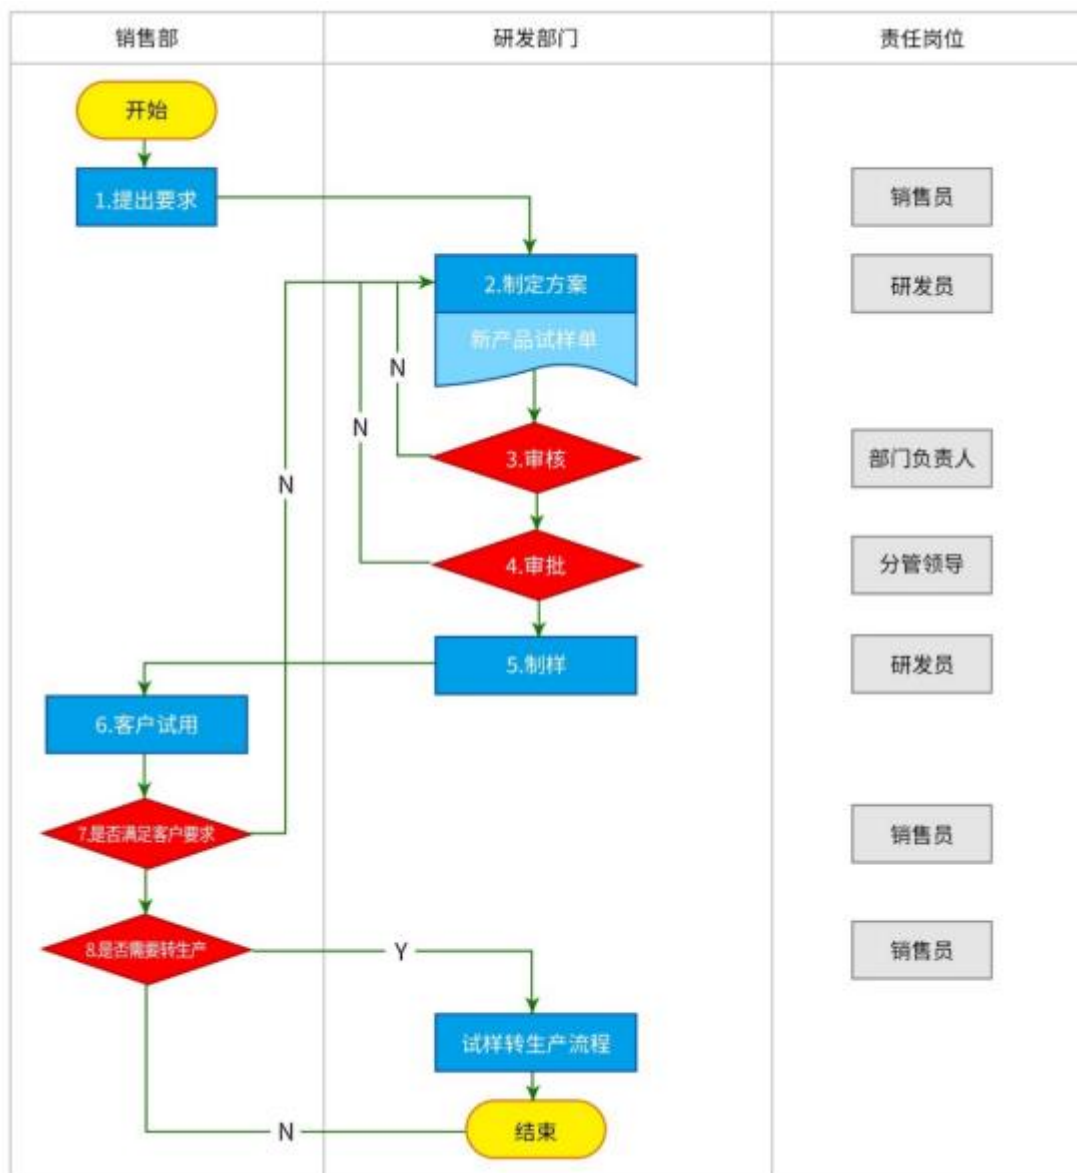 销售部
研发部门
责任岗位
开始
1.提出要求
销售员
2.制定方案
研发员
新产品试样单
N
N
3.审核
部门负责人
N
4.审批
分管领导
5.制样
研发员
6.客户试用
7.是否满足客户要求
销售员
8.是否需要转生产
Y
销售员
试样转生产流程
N
结束